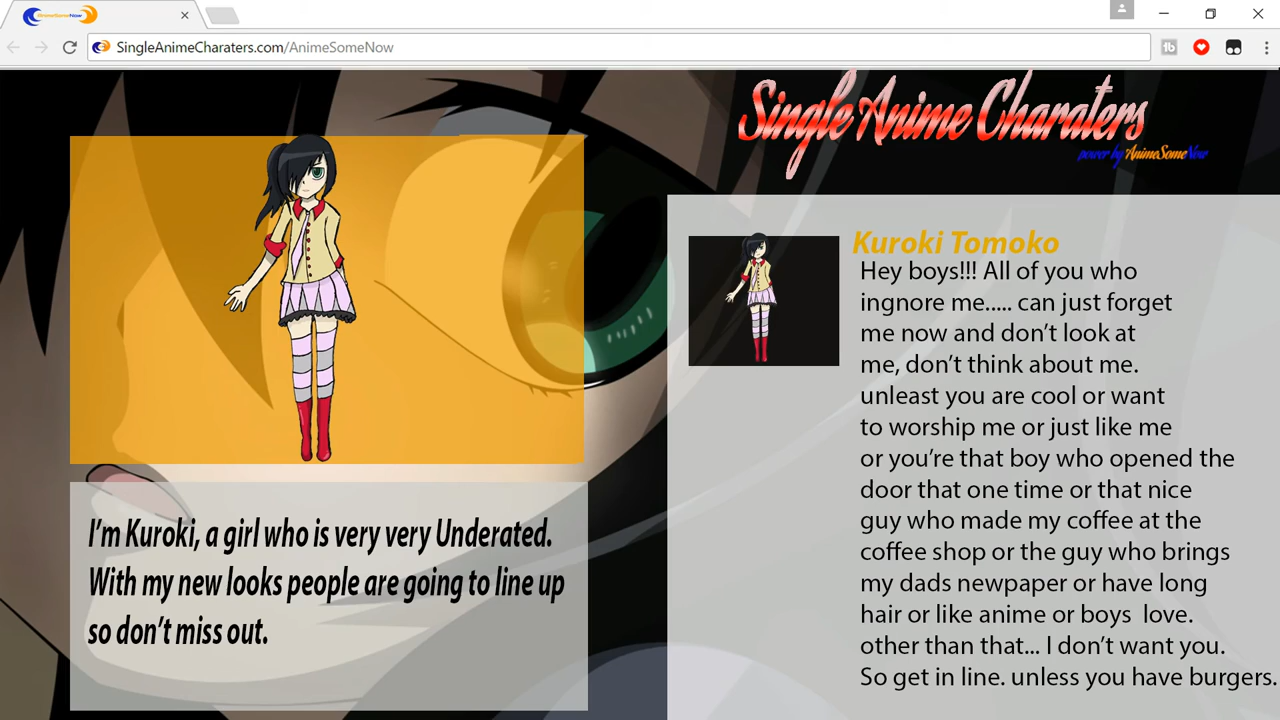 AnimeSomeNow
SingleAnimeCharaters.com/AnimeSomeNow
Single Anime Charaters
power by AnimeSomeNow
Kuroki Tomoko
Hey boys!!! All of you who
ingnore me..... can just forget
me now and don't look at
me, don't think about me.
unleast you are cool or want
to worship me or just like me
or you're that boy who opened the
door that one time or that nice
guy who made my coffee at the
coffee shop or the guy who brings
my dads newpaper or have long
hair or like anime or boys love.
other than that... I don't want you.
So get in line. unless you have burgers.
I'm Kuroki, a girl who is very very Underated.
With my new looks people are going to line up
so don't miss out.